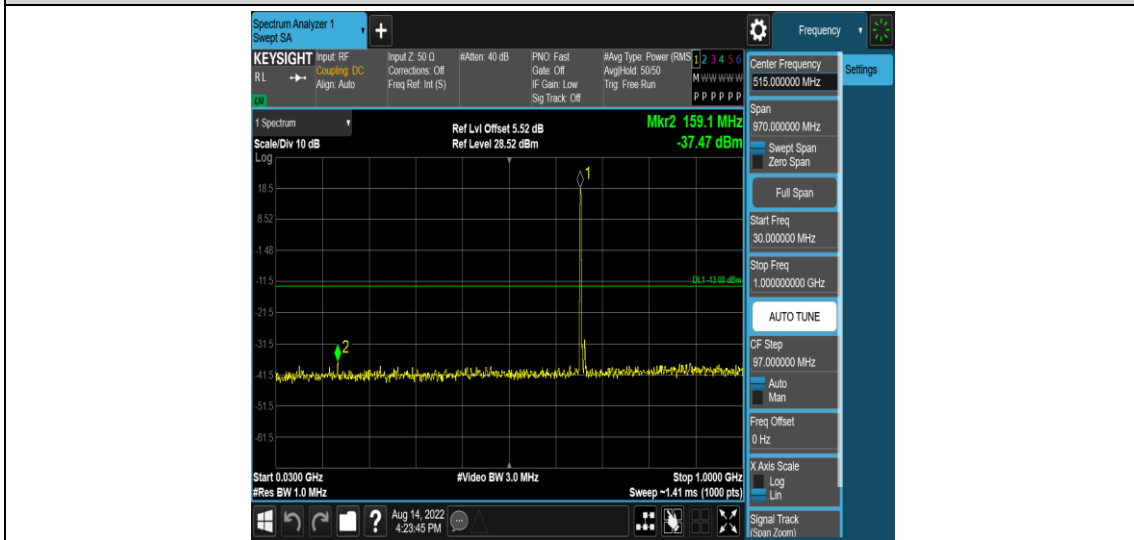 Spectrum Analyzer 1
Swept SA
Frequency
KEYSIGHT
RL
Input: RF
Coupling: DC
Align: Auto
Input Z: 50 Ω
Corrections: Off
Freq Ref: Int (S)
#Atten: 40 dB
PNO: Fast
Gate: Off
IF Gain: Low
Sig Track: Off
#Avg Type: Power (RMS
Avg|Hold: 50/50
Trig: Free Run
1 2 3 4 5 6
M W W W W W
P P P P P P
1 Spectrum
Scale/Div 10 dB
Log
Ref Lvl Offset 5.52 dB
Ref Level 28.52 dBm
Mkr2 159.1 MHz
-37.47 dBm
1
18.5
8.52
-1.48
-11.5
DL1 -13.00 dBm
-21.5
-31.5
2
-41.5
-51.5
-61.5
Start 0.0300 GHz
#Res BW 1.0 MHz
#Video BW 3.0 MHz
Stop 1.0000 GHz
Sweep ~1.41 ms (1000 pts)
Aug 14, 2022
4:23:45 PM
Center Frequency
515.000000 MHz
Settings
Span
970.000000 MHz
Swept Span
Zero Span
Full Span
Start Freq
30.000000 MHz
Stop Freq
1.000000000 GHz
AUTO TUNE
CF Step
97.000000 MHz
Auto
Man
Freq Offset
0 Hz
X Axis Scale
Log
Lin
Signal Track
(Span Zoom)